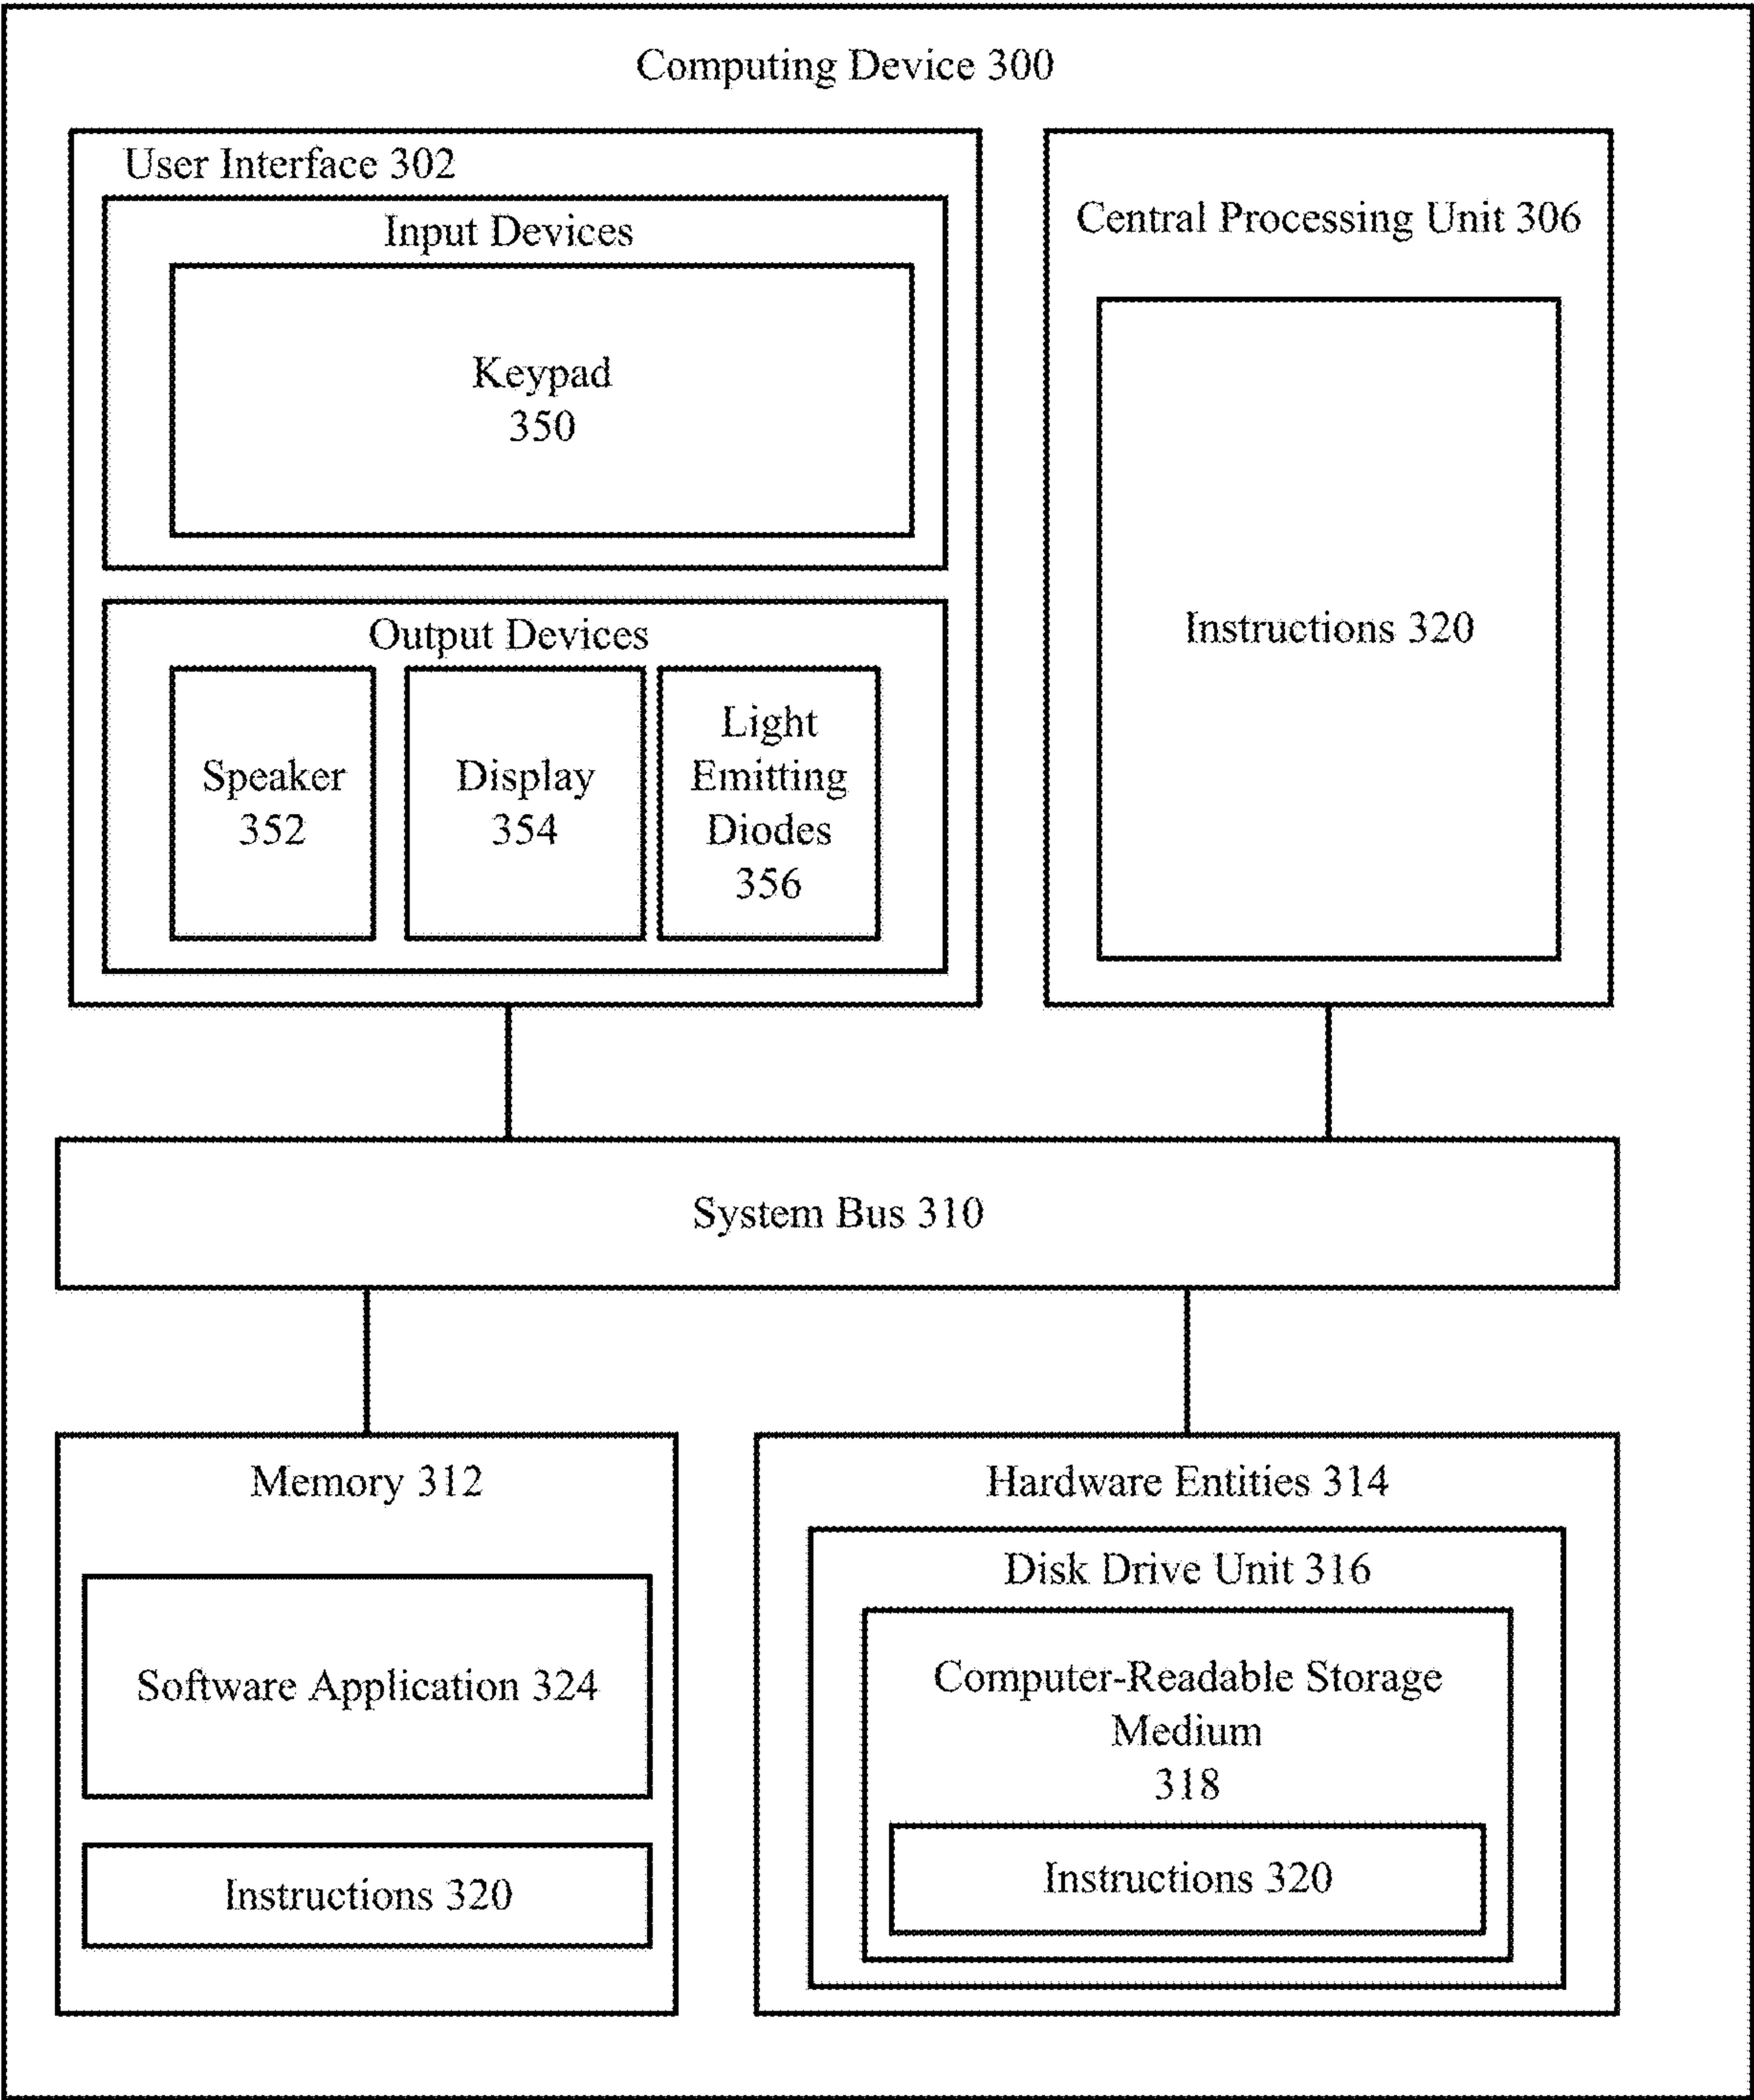 Computing Device 300
User Interface 302
Input Devices
Keypad
350
Output Devices
Speaker
352
Display
354
Light
Emitting
Diodes
356
Central Processing Unit 306
Instructions 320
System Bus 310
Memory 312
Software Application 324
Instructions 320
Hardware Entities 314
Disk Drive Unit 316
Computer-Readable Storage
Medium
318
Instructions 320